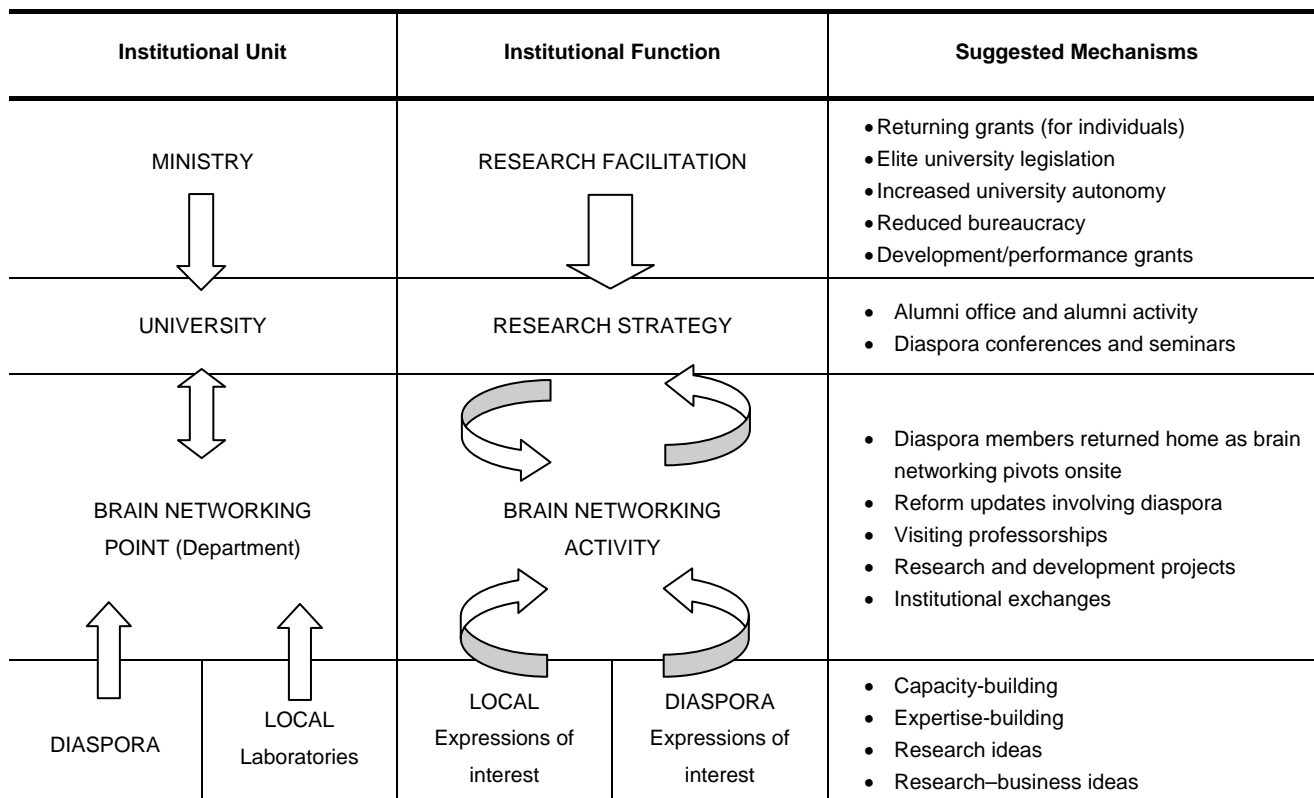 Institutional Unit
Institutional Function
Suggested Mechanisms
MINISTRY
RESEARCH FACILITATION
•Returning grants (for individuals)
•Elite university legislation
•Increased university autonomy
•Reduced bureaucracy
•Development/performance grants
UNIVERSITY
RESEARCH STRATEGY
• Alumni office and alumni activity
• Diaspora conferences and seminars
BRAIN NETWORKING
POINT (Department)
BRAIN NETWORKING
ACTIVITY
• Diaspora members returned home as brain
networking pivots onsite
• Reform updates involving diaspora
• Visiting professorships
• Research and development projects
• Institutional exchanges
DIASPORA
LOCAL
Laboratories
LOCAL
Expressions of
interest
DIASPORA
Expressions of
interest
• Capacity-building
• Expertise-building
• Research ideas
• Research–business ideas